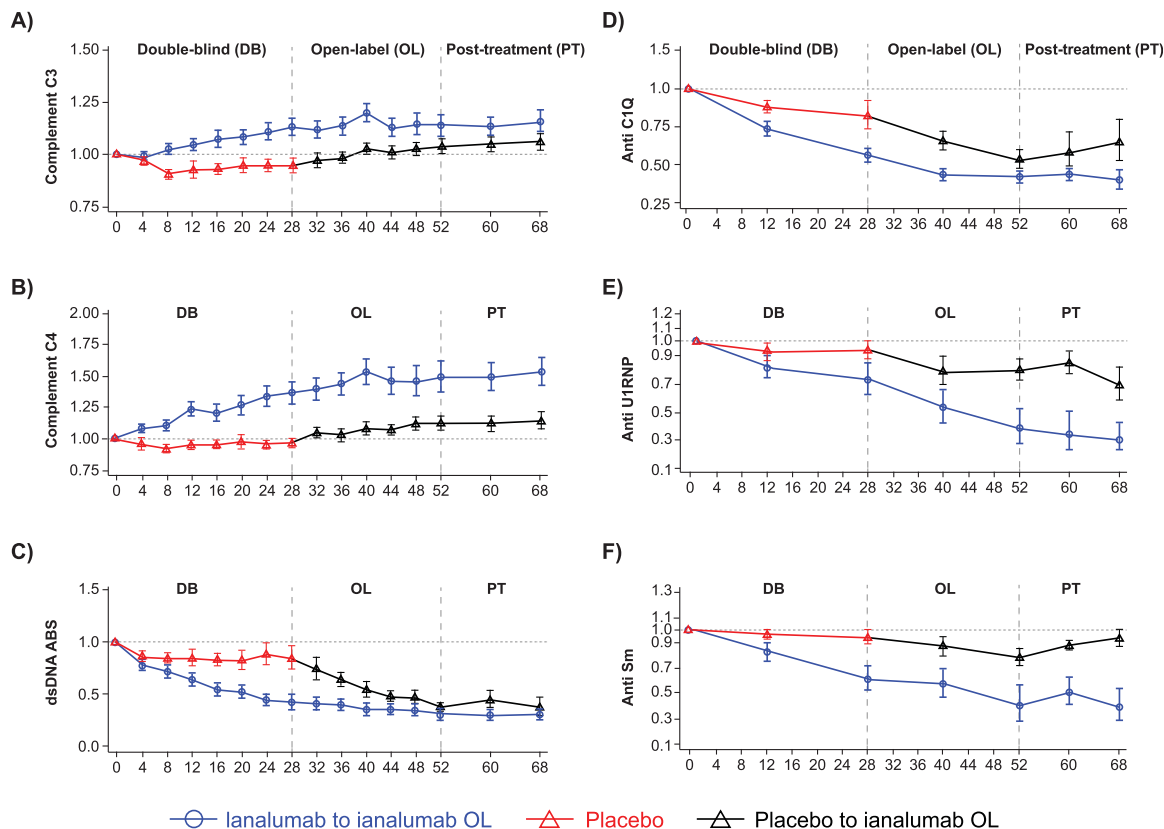 A)
Double-blind (DB) Open-label (OL) Post-treatment (PT)
Complement C3
1.50
1.25
1.00
0.75
0 4 8 12 16 20 24 28 32 36 40 44 48 52 60 68
B)
DB OL PT
Complement C4
2.00
1.75
1.50
1.25
1.00
0.75
0 4 8 12 16 20 24 28 32 36 40 44 48 52 60 68
C)
DB OL PT
dsDNA ABS
1.5
1.0
0.5
0.0
0 4 8 12 16 20 24 28 32 36 40 44 48 52 60 68
D)
Double-blind (DB) Open-label (OL) Post-treatment (PT)
Anti C1Q
1.5
1.0
0.75
0.50
0.25
0 4 8 12 16 20 24 28 32 36 40 44 48 52 60 68
E)
DB OL PT
Anti U1RNP
1.2
1.1
1.0
0.9
0.7
0.5
0.3
0.1
0 4 8 12 16 20 24 28 32 36 40 44 48 52 60 68
F)
DB OL PT
Anti Sm
1.3
1.1
1.0
0.9
0.7
0.5
0.3
0.1
0 4 8 12 16 20 24 28 32 36 40 44 48 52 60 68
Ianalumab to ianalumab OL Placebo Placebo to ianalumab OL